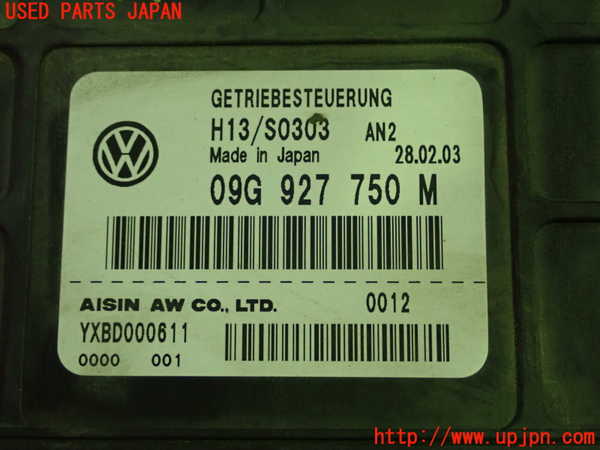 USED PARTS JAPAN
GETRIEBESTEUERUNG
H13/S0303 AN2
Made in Japan 28.02.03
09G 927 750 M
AISIN AW CO., LTD. 0012
YXBD000611
0000 001
http://www.upjpn.com/